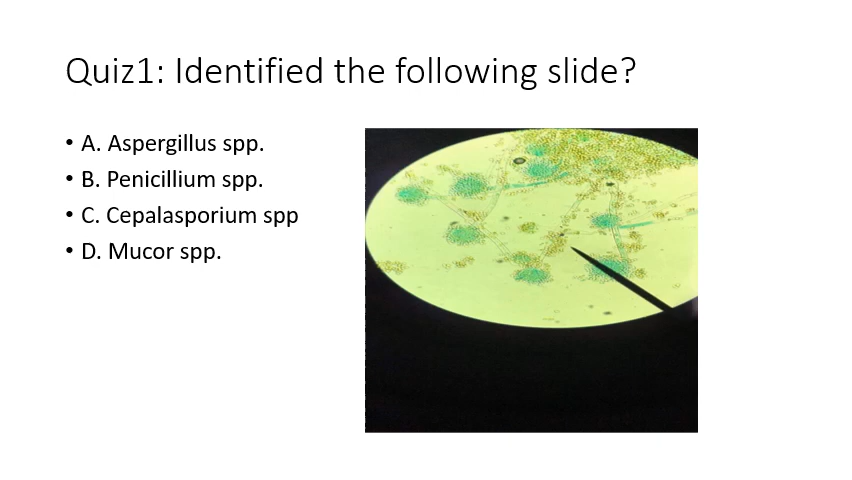 Quiz1: Identified the following slide?
• A. Aspergillus spp.
• B. Penicillium spp.
• C. Cepalasporium spp
• D. Mucor spp.